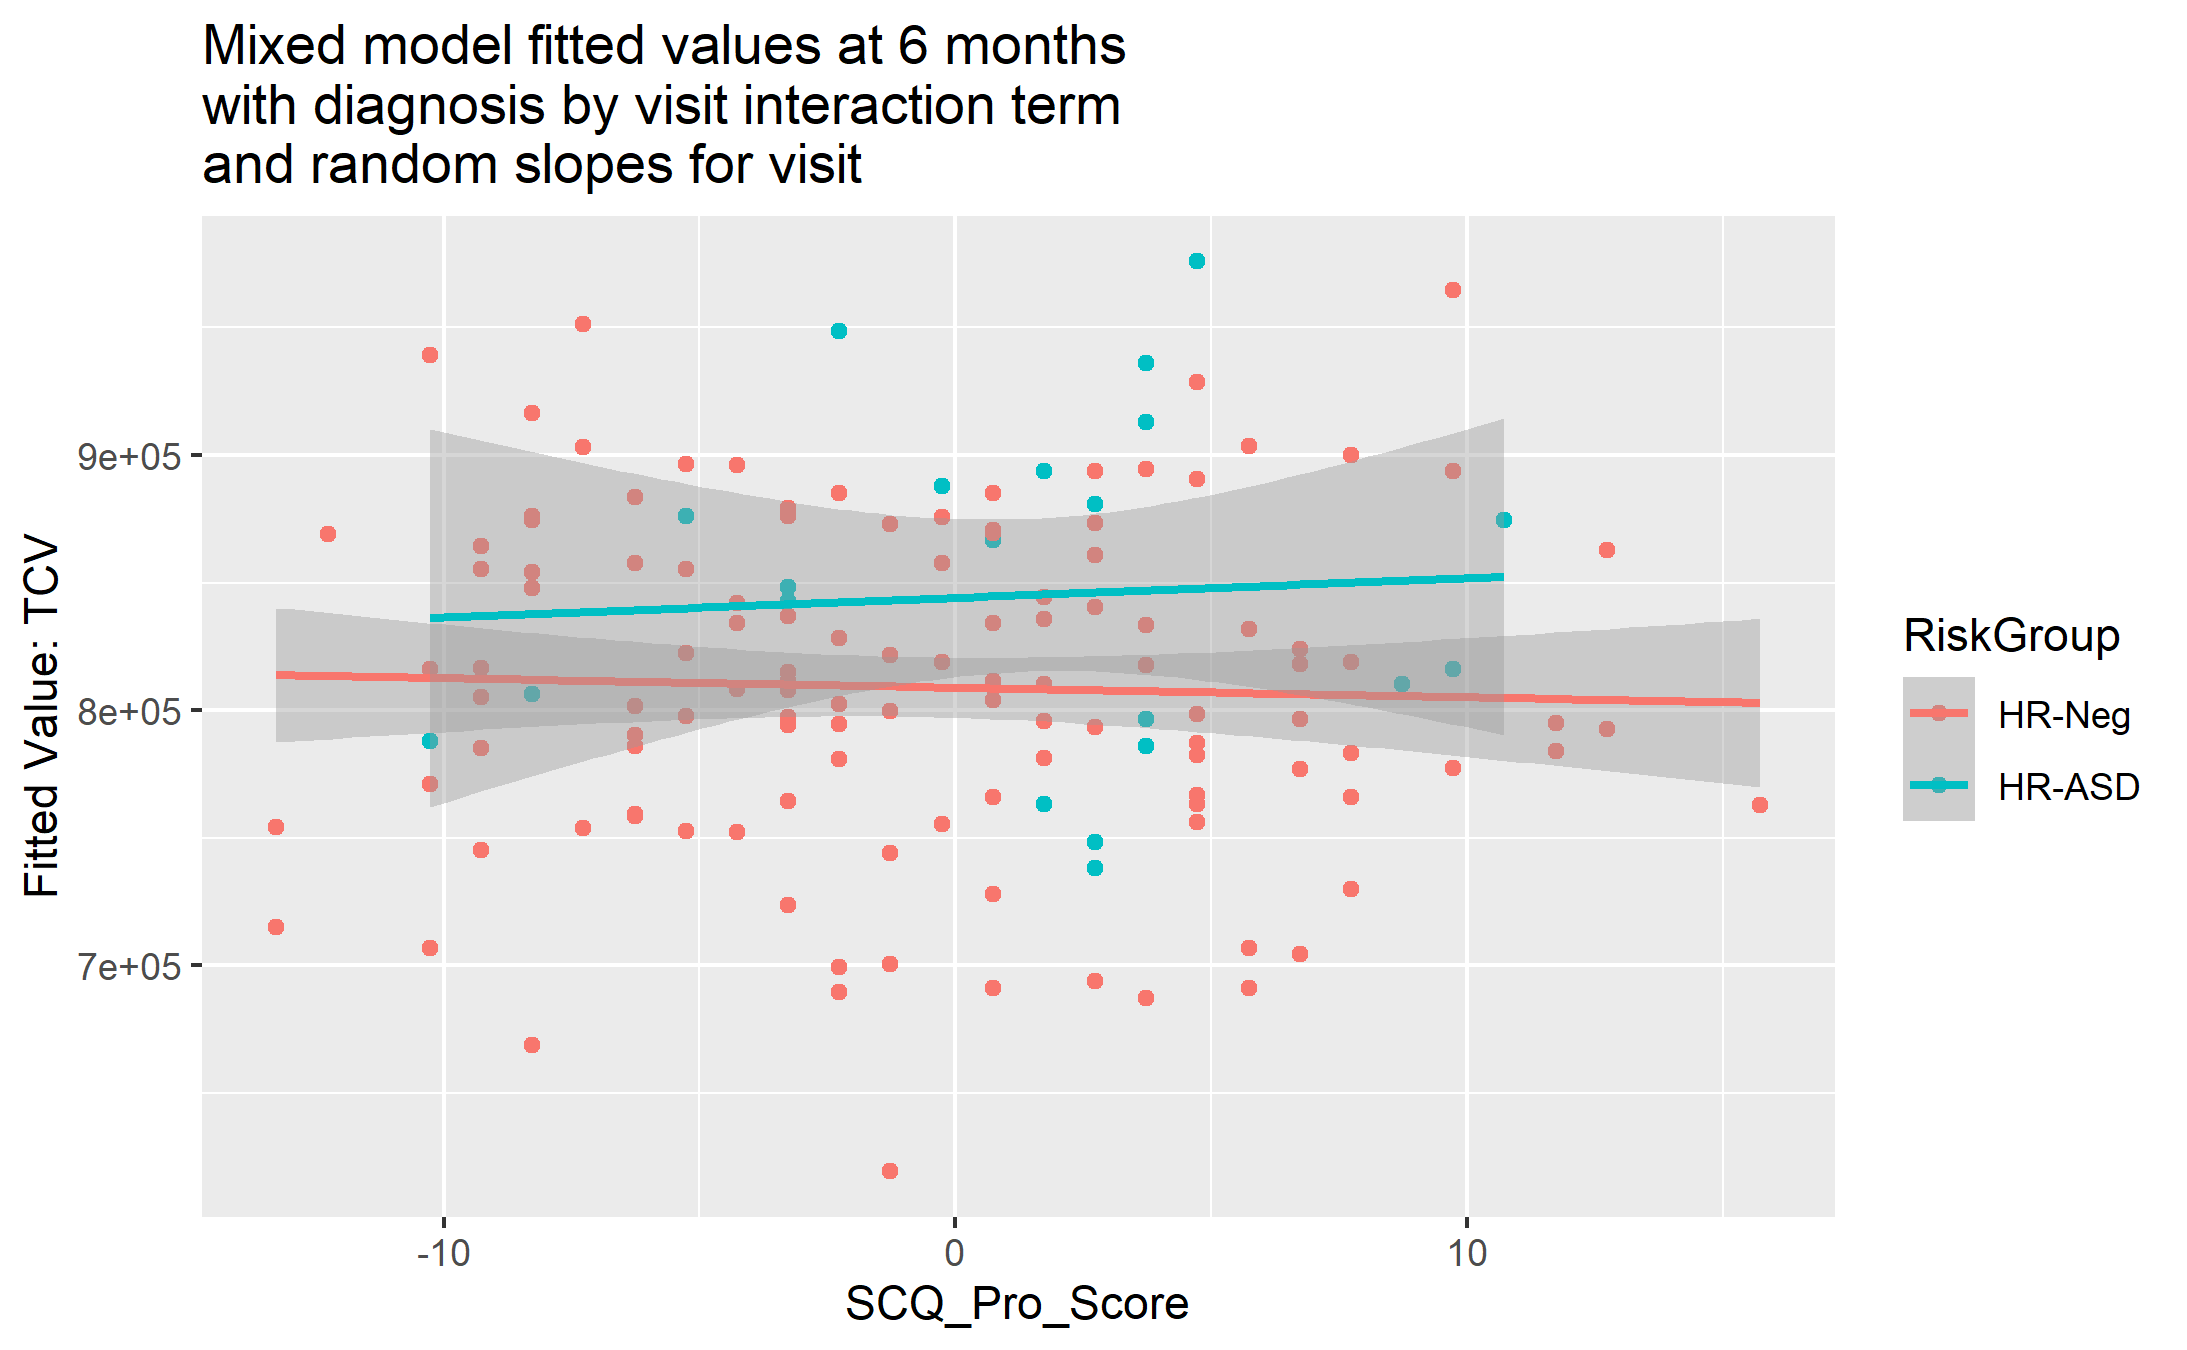 Mixed model fitted values at 6 months
with diagnosis by visit interaction term
and random slopes for visit
Fitted Value: TCV
9e+05
8e+05
7e+05
-10
0
10
SCQ_Pro_Score
RiskGroup
HR-Neg
HR-ASD